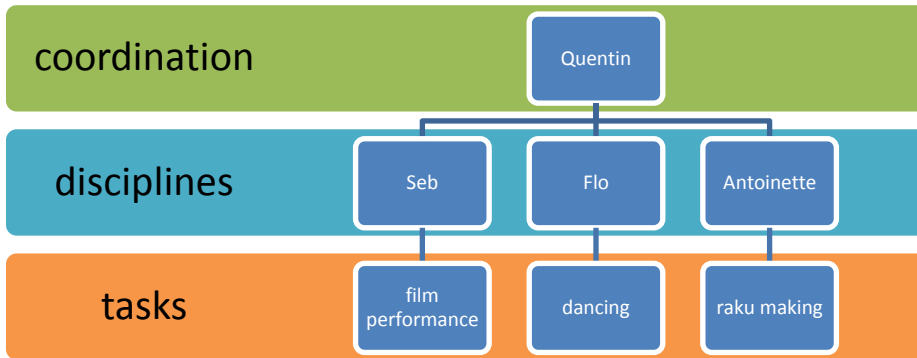 coordination
Quentin
disciplines
Seb
Flo
Antoinette
tasks
film
performance
dancing
raku making